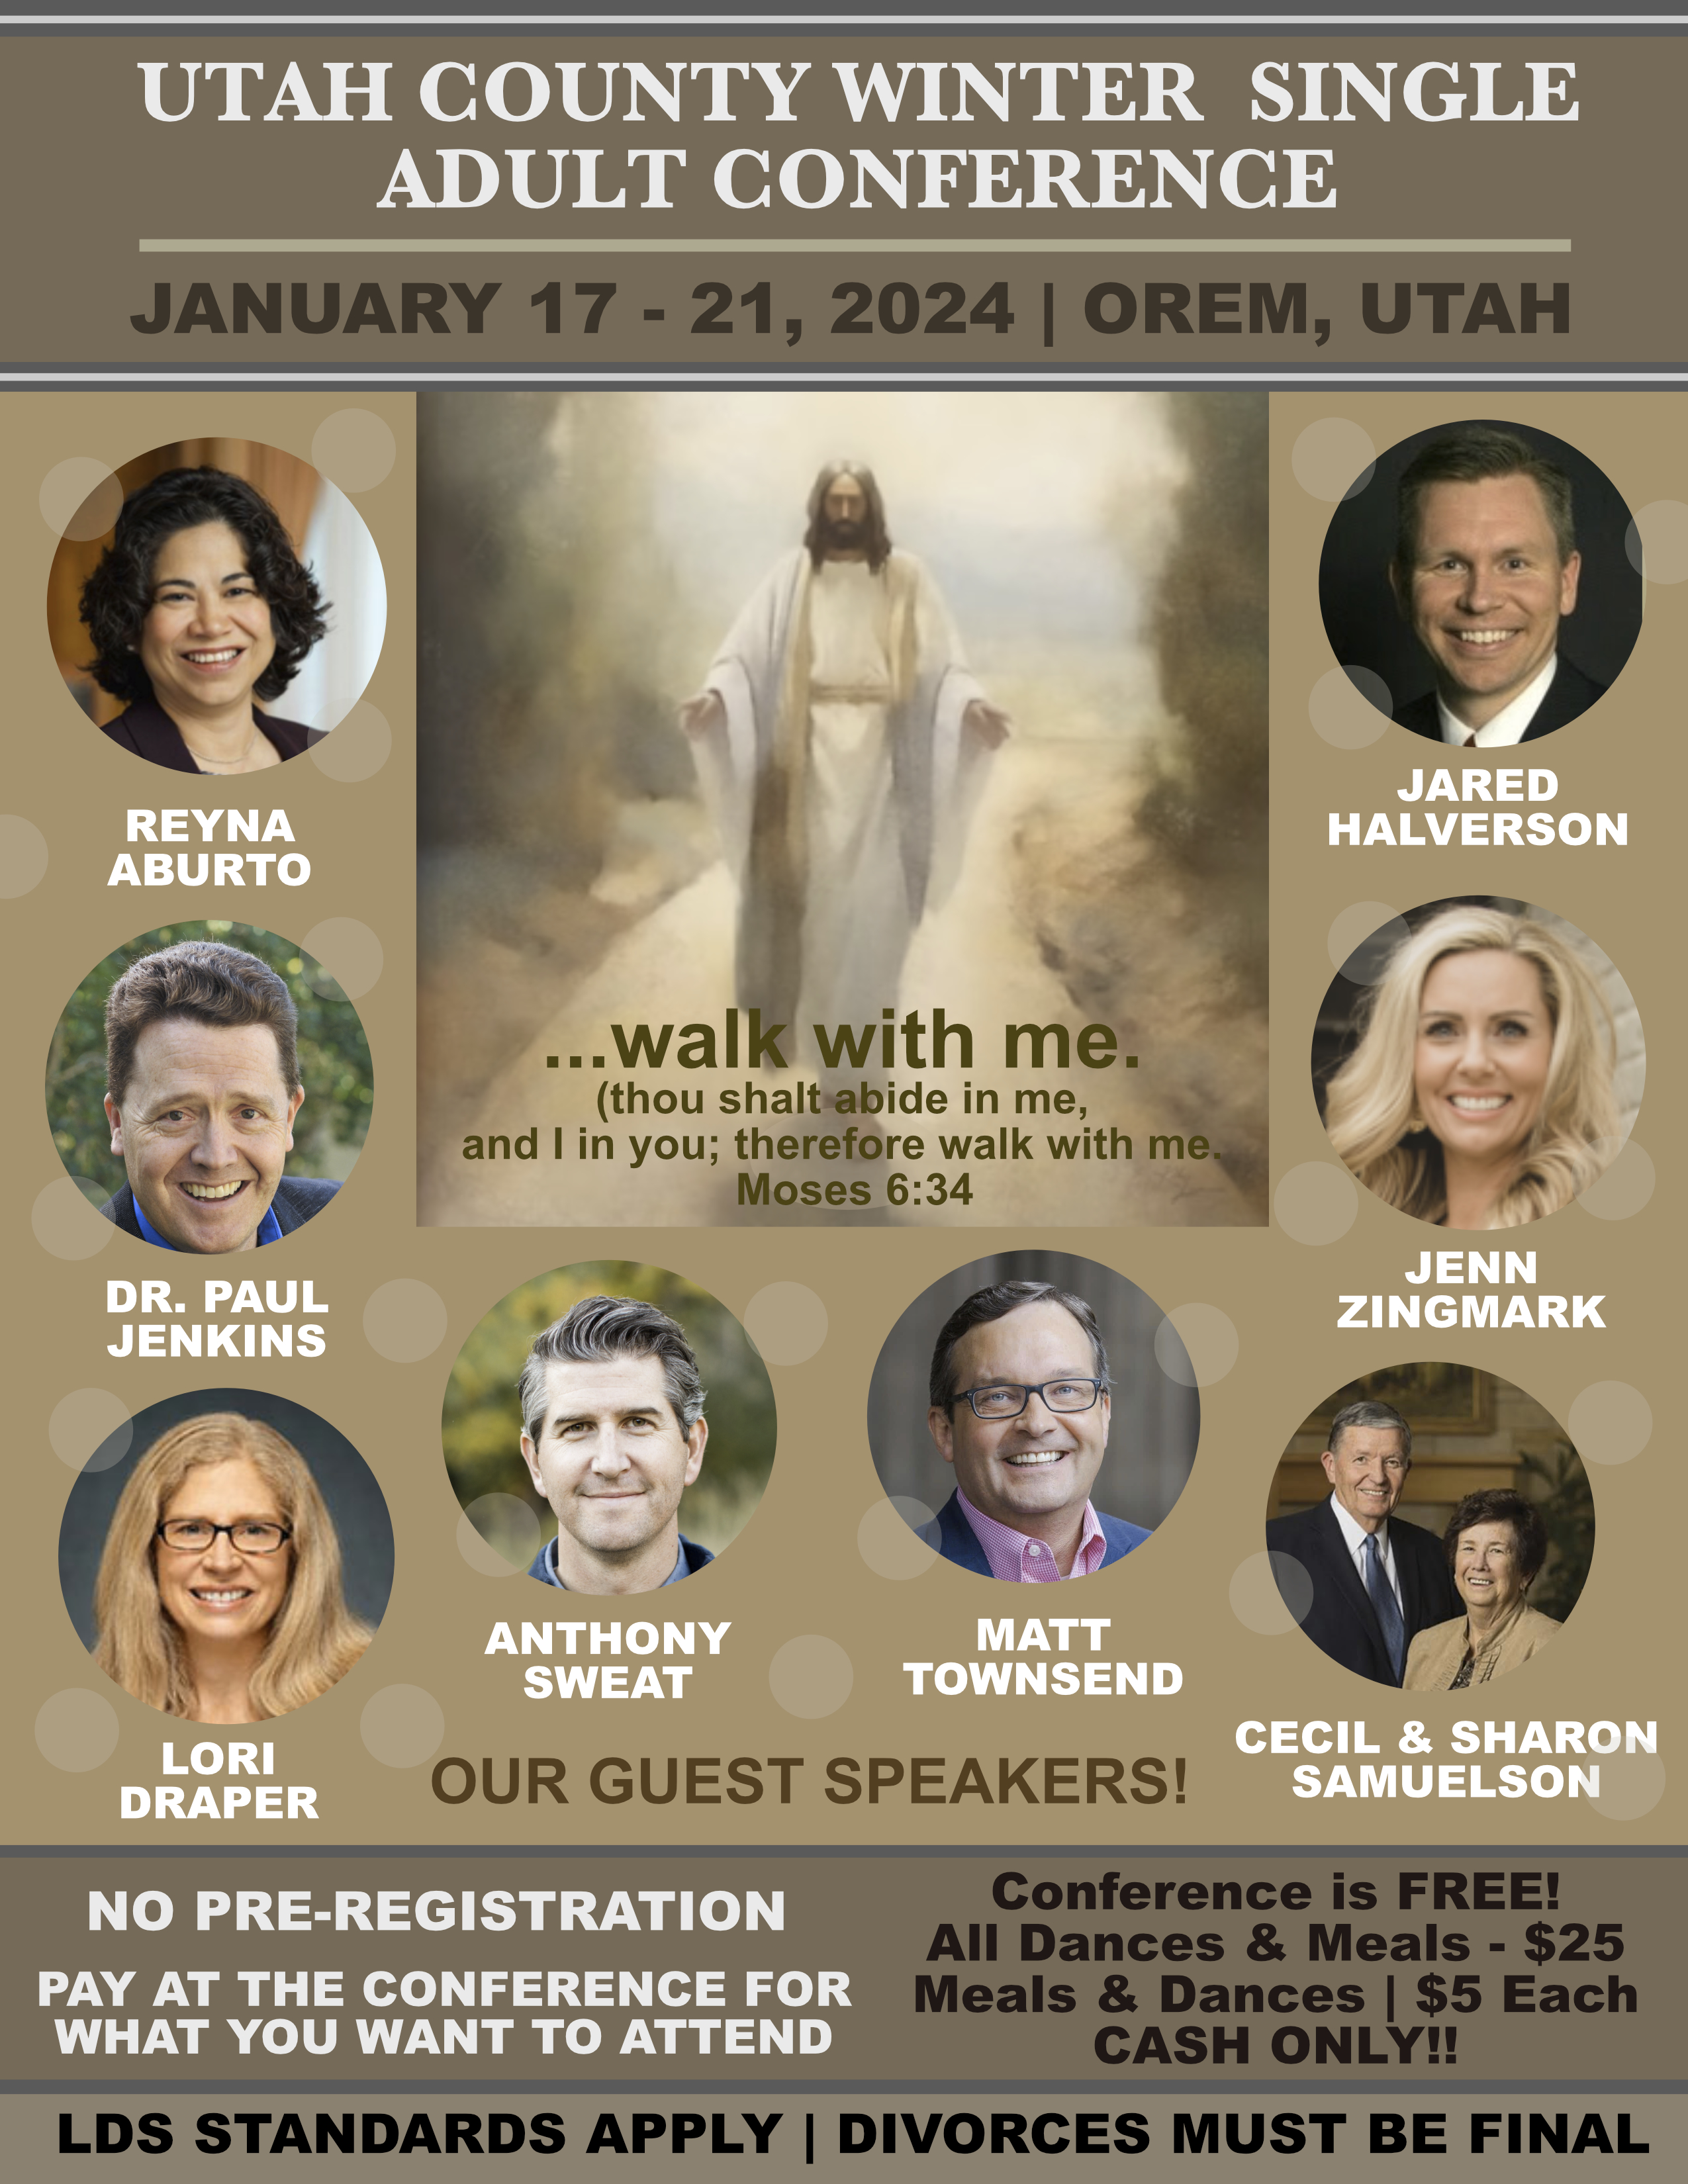 UTAH COUNTY WINTER SINGLE
ADULT CONFERENCE
JANUARY 17 - 21, 2024 | OREM, UTAH
REYNA
ABURTO
JARED
HALVERSON
...walk with me.
(thou shalt abide in me,
and I in you; therefore walk with me.
Moses 6:34
DR. PAUL
JENKINS
JENN
ZINGMARK
LORI
DRAPER
ANTHONY
SWEAT
MATT
TOWNSEND
CECIL & SHARON
SAMUELSON
OUR GUEST SPEAKERS!
NO PRE-REGISTRATION
PAY AT THE CONFERENCE FOR
WHAT YOU WANT TO ATTEND
Conference is FREE!
All Dances & Meals - $25
Meals & Dances | $5 Each
CASH ONLY!!
LDS STANDARDS APPLY | DIVORCES MUST BE FINAL